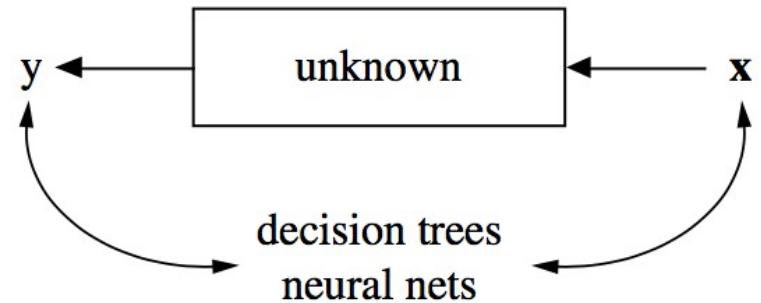 y
unknown
x
decision trees
neural nets